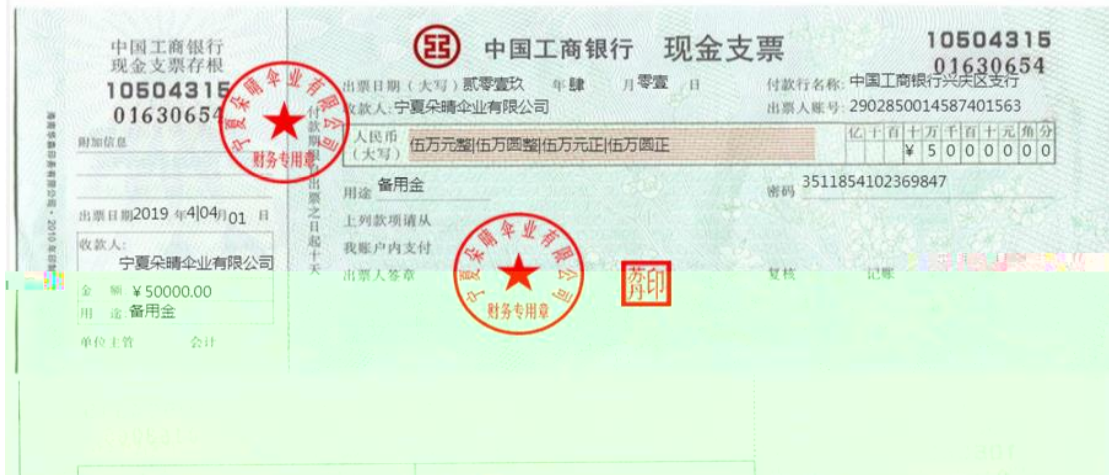 中国工商银行
现金支票存根
10504315
01630654
附加信息
出票日期2019 年4|04月01 日
收款人:
宁夏朵晴伞业有限公司
金 额 ¥50000.00
用 途 备用金
单位主管 会计
宁夏朵晴伞业有限公司
财务专用章
付款期限自出票之日起十天
中国工商银行 现金支票
10504315
01630654
出票日期(大写)贰零壹玖 年肆 月零壹 日
付款行名称: 中国工商银行兴庆区支行
收款人:宁夏朵晴伞业有限公司
出票人账号: 2902850014587401563
人民币
(大写)
伍万元整|伍万圆整|伍万元正|伍万圆正
亿千百十万千百十元角分
¥5000000
用途 备用金
密码 3511854102369847
上列款项请从
我账户内支付
出票人签章
宁夏朵晴伞业有限公司
财务专用章
苏印
丹
复核 记账